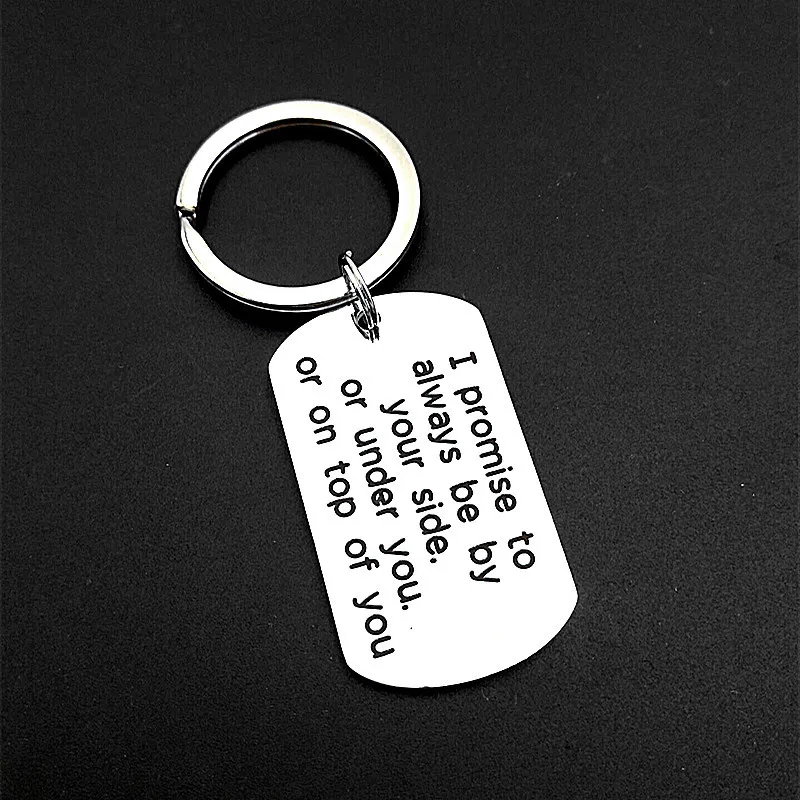 I promise to
always be by
your side.
or under you.
or on top of you